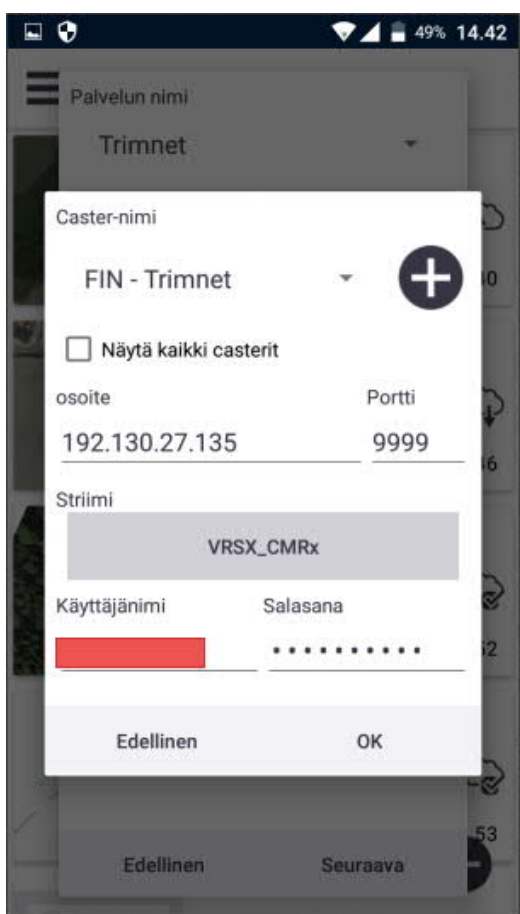 49% 14.42
Palvelun nimi
Trimnet
Caster-nimi
FIN - Trimnet
Näytä kaikki casterit
osoite Portti
192.130.27.135 9999
Striimi
VRSX_CMRx
Käyttäjänimi Salasana
••••••••••
Edellinen OK
53
Edellinen Seuraava